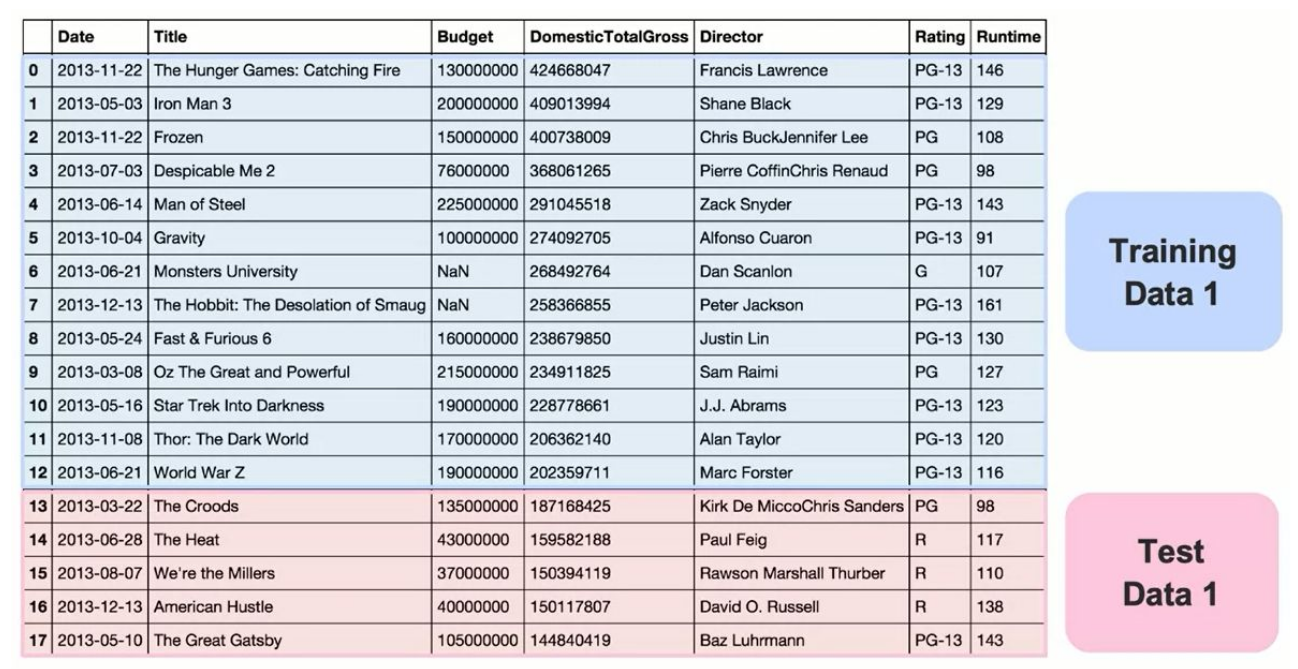 Date Title Budget DomesticTotalGross Director Rating Runtime
0 2013-11-22 The Hunger Games: Catching Fire 130000000 424668047 Francis Lawrence PG-13 146
1 2013-05-03 Iron Man 3 200000000 409013994 Shane Black PG-13 129
2 2013-11-22 Frozen 150000000 400738009 Chris BuckJennifer Lee PG 108
3 2013-07-03 Despicable Me 2 76000000 368061265 Pierre CoffinChris Renaud PG 98
4 2013-06-14 Man of Steel 225000000 291045518 Zack Snyder PG-13 143
5 2013-10-04 Gravity 100000000 274092705 Alfonso Cuaron PG-13 91
6 2013-06-21 Monsters University NaN 268492764 Dan Scanlon G 107
7 2013-12-13 The Hobbit: The Desolation of Smaug NaN 258366855 Peter Jackson PG-13 161
8 2013-05-24 Fast & Furious 6 160000000 238679850 Justin Lin PG-13 130
9 2013-03-08 Oz The Great and Powerful 215000000 234911825 Sam Raimi PG 127
10 2013-05-16 Star Trek Into Darkness 190000000 228778661 J.J. Abrams PG-13 123
11 2013-11-08 Thor: The Dark World 170000000 206362140 Alan Taylor PG-13 120
12 2013-06-21 World War Z 190000000 202359711 Marc Forster PG-13 116
13 2013-03-22 The Croods 135000000 187168425 Kirk De MiccoChris Sanders PG 98
14 2013-06-28 The Heat 43000000 159582188 Paul Feig R 117
15 2013-08-07 We're the Millers 37000000 150394119 Rawson Marshall Thurber R 110
16 2013-12-13 American Hustle 40000000 150117807 David O. Russell R 138
17 2013-05-10 The Great Gatsby 105000000 144840419 Baz Luhrmann PG-13 143
Training
Data 1
Test
Data 1